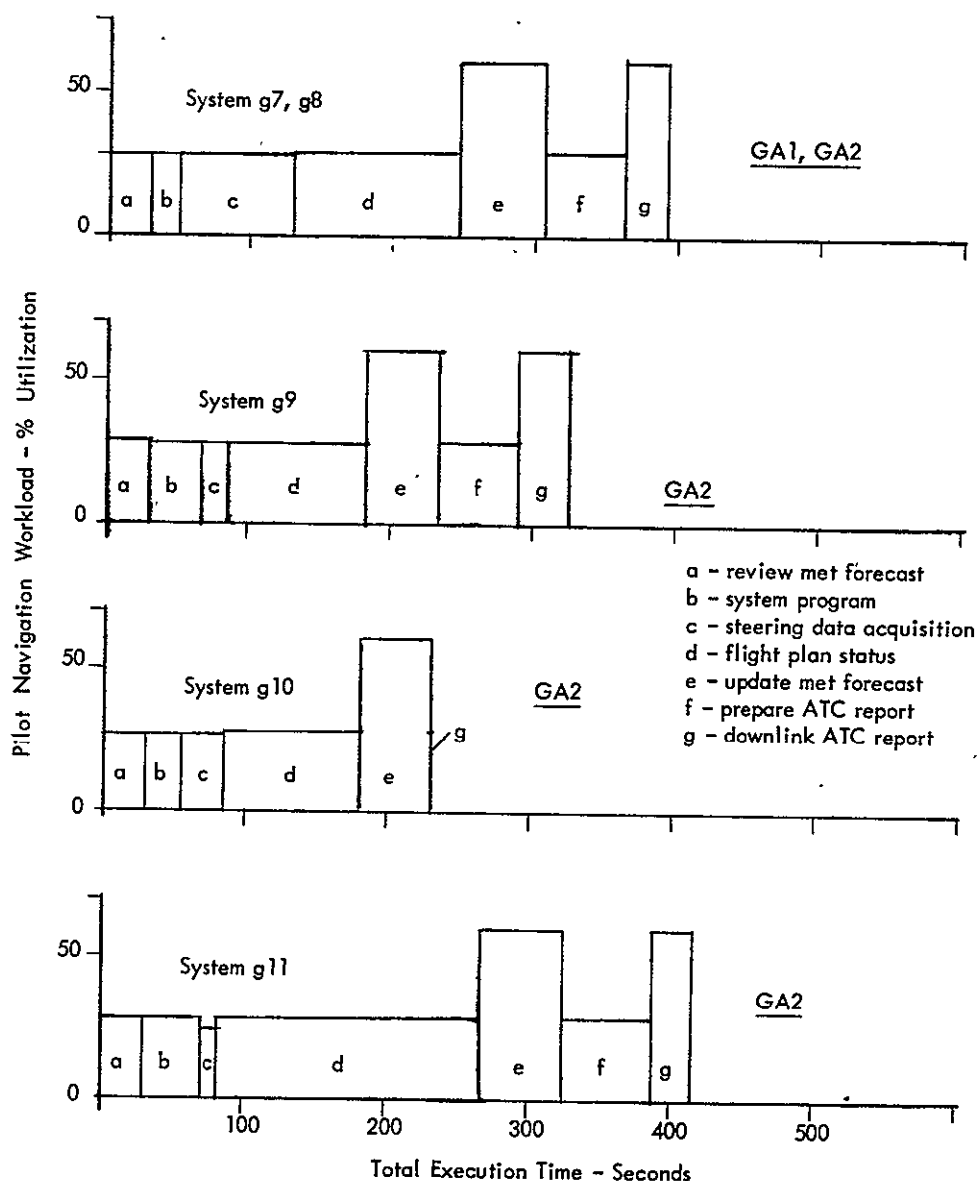 Pilot Navigation Workload - % Utilization
50
System g7, g8
GA1, GA2
a b c d e f g
0
50
System g9
a b c d e f g
GA2
0
a - review met forecast
b - system program
c - steering data acquisition
d - flight plan status
e - update met forecast
f - prepare ATC report
g - downlink ATC report
50
System g10
GA2
g
a b c d e
0
50
System g11
GA2
a b c d e f g
0
100 200 300 400 500
Total Execution Time - Seconds